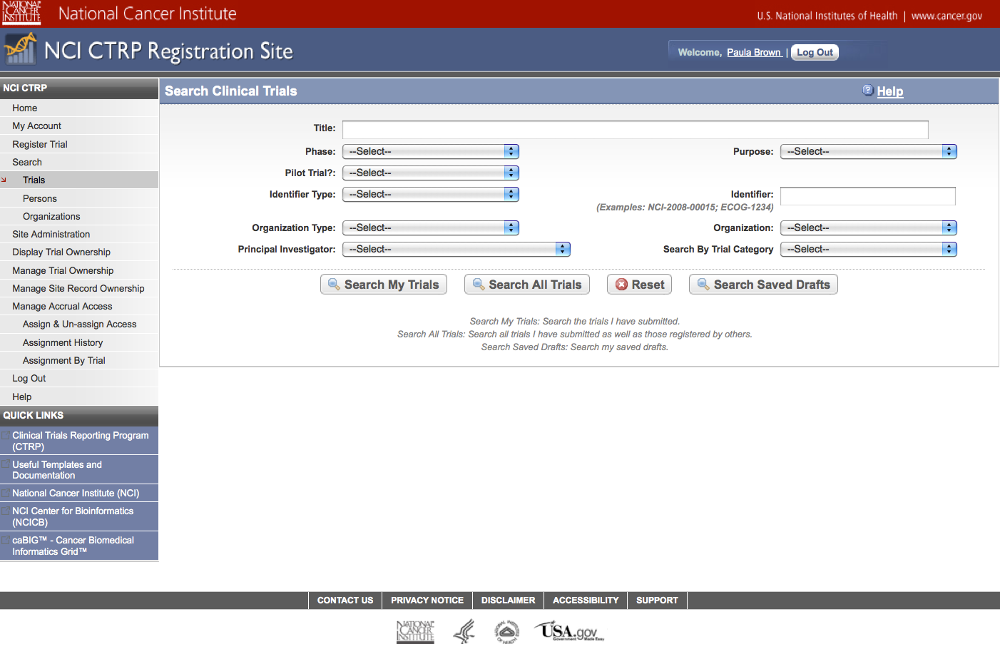 NATIONAL
CANCER
INSTITUTE
National Cancer Institute
U.S. National Institutes of Health | www.cancer.gov
NCI CTRP Registration Site
Welcome, Paula Brown | Log Out
NCI CTRP
Home
My Account
Register Trial
Search
Trials
Persons
Organizations
Site Administration
Display Trial Ownership
Manage Trial Ownership
Manage Site Record Ownership
Manage Accrual Access
Assign & Un-assign Access
Assignment History
Assignment By Trial
Log Out
Help
QUICK LINKS
Clinical Trials Reporting Program
(CTRP)
Useful Templates and
Documentation
National Cancer Institute (NCI)
NCI Center for Bioinformatics
(NCICB)
caBIG™ - Cancer Biomedical
Informatics Grid™
Search Clinical Trials
Help
Title:
Phase: --Select-- Purpose: --Select--
Pilot Trial?: --Select--
Identifier Type: --Select-- Identifier:
(Examples: NCI-2008-00015; ECOG-1234)
Organization Type: --Select-- Organization: --Select--
Principal Investigator: --Select-- Search By Trial Category --Select--
Search My Trials Search All Trials Reset Search Saved Drafts
Search My Trials: Search the trials I have submitted.
Search All Trials: Search all trials I have submitted as well as those registered by others.
Search Saved Drafts: Search my saved drafts.
CONTACT US PRIVACY NOTICE DISCLAIMER ACCESSIBILITY SUPPORT
NATIONAL
CANCER
INSTITUTE
NATIONAL INSTITUTES OF HEALTH
USA.gov
Government Made Easy